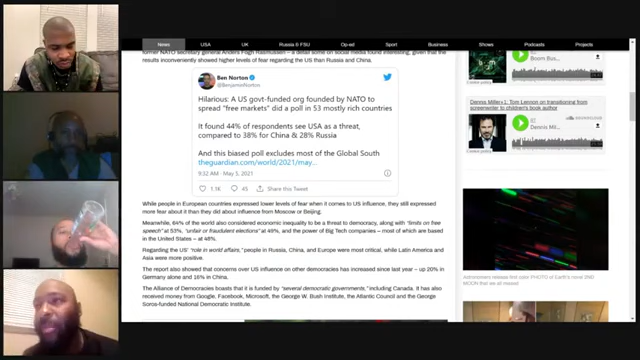 News USA UK Russia & FSU Op-ed Sport Business Shows Podcasts Projects
former NATO secretary general Anders Fogh Rasmussen – a detail some on social media found interesting, given that the
results inconveniently showed higher levels of fear regarding the US than Russia and China.
Ben Norton
@BenjaminNorton
Hilarious: A US govt-funded org founded by NATO to
spread "free markets" did a poll in 53 mostly rich countries
It found 44% of respondents see USA as a threat,
compared to 38% for China & 28% Russia
And this biased poll excludes most of the Global South
theguardian.com/world/2021/may...
9:32 AM · May 5, 2021
1.1K 45 Share this Tweet
While people in European countries expressed lower levels of fear when it comes to US influence, they still expressed
more fear about it than they did about influence from Moscow or Beijing.
Meanwhile, 64% of the world also considered economic inequality to be a threat to democracy, along with "limits on free
speech" at 53%, "unfair or fraudulent elections" at 49%, and the power of Big Tech companies – most of which are based
in the United States – at 48%.
Regarding the US' "role in world affairs," people in Russia, China, and Europe were most critical, while Latin America and
Asia were more positive.
The report also showed that concerns over US influence on other democracies has increased since last year – up 20% in
Germany alone and 16% in China.
The Alliance of Democracies boasts that it is funded by "several democratic governments," including Canada. It has
also received money from Google, Facebook, Microsoft, the George W. Bush Institute, the Atlantic Council and the George
Soros-funded National Democratic Institute.
Boom Bus...
Dennis Miller+1: Tom Lennon on transitioning from
screenwriter to children's book author
Dennis Mil...
Astronomers release first color PHOTO of Earth's novel 2ND
MOON that we all missed